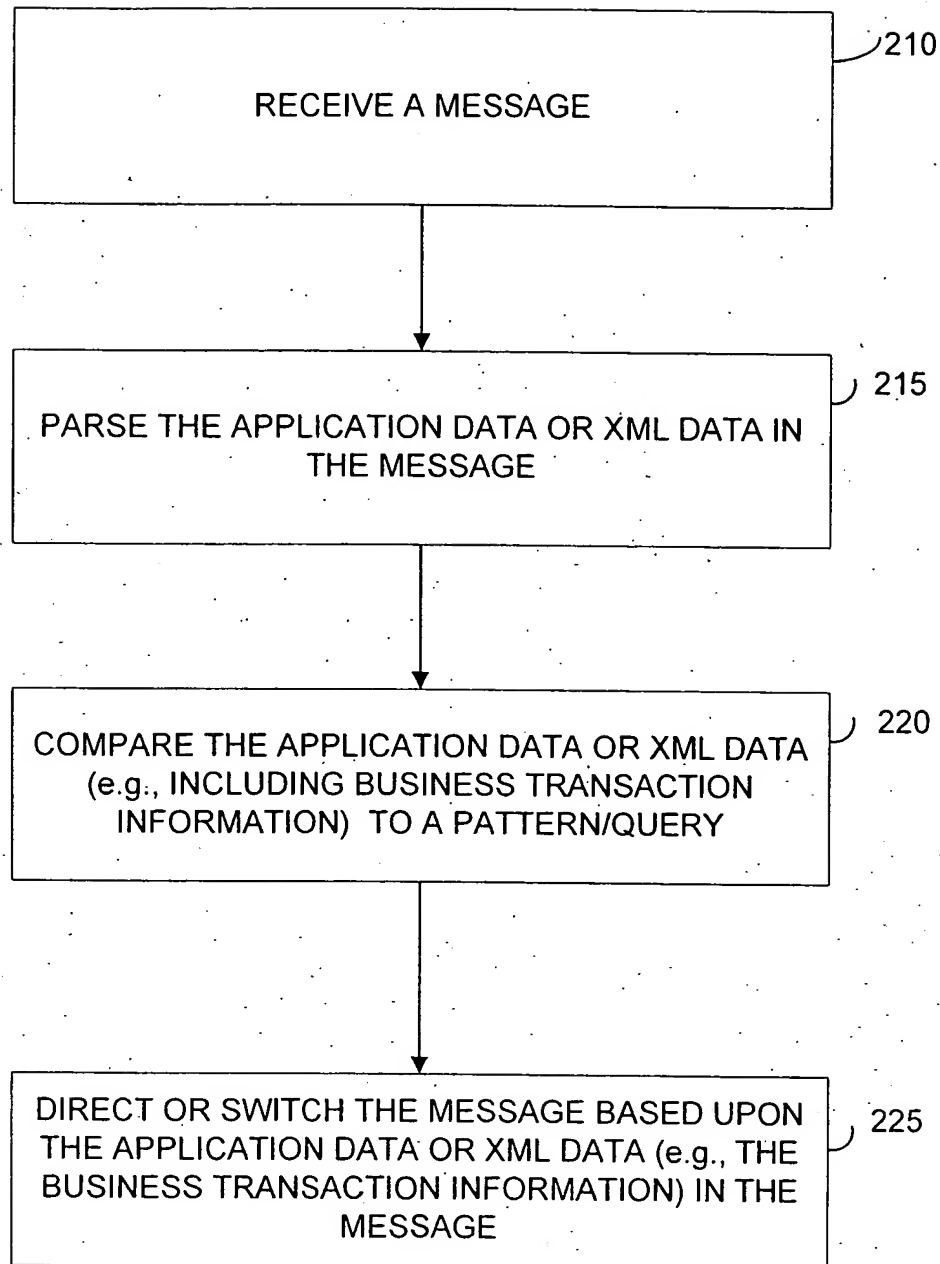 210
RECEIVE A MESSAGE
215
PARSE THE APPLICATION DATA OR XML DATA IN
THE MESSAGE
220
COMPARE THE APPLICATION DATA OR XML DATA
(e.g., INCLUDING BUSINESS TRANSACTION
INFORMATION) TO A PATTERN/QUERY
225
DIRECT OR SWITCH THE MESSAGE BASED UPON
THE APPLICATION DATA OR XML DATA (e.g., THE
BUSINESS TRANSACTION INFORMATION) IN THE
MESSAGE